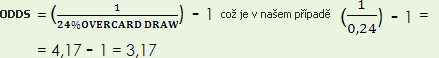 ODDS = (1/24%OVERCARD DRAW) − 1 což je v našem případě (1/0,24) − 1 =
= 4,17 − 1 = 3,17